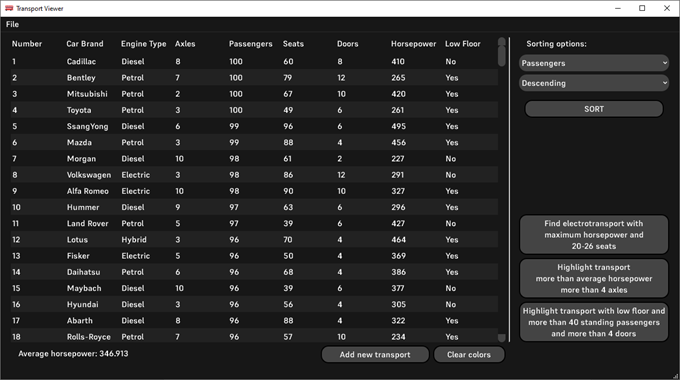 Transport Viewer
File
Number Car Brand Engine Type Axles Passengers Seats Doors Horsepower Low Floor
1 Cadillac Diesel 8 100 60 8 410 No
2 Bentley Petrol 7 100 79 12 265 Yes
3 Mitsubishi Petrol 2 100 67 10 420 Yes
4 Toyota Petrol 3 100 49 6 261 Yes
5 SsangYong Diesel 6 99 96 6 495 Yes
6 Mazda Petrol 3 99 88 4 456 Yes
7 Morgan Diesel 10 98 61 2 227 No
8 Volkswagen Electric 3 98 86 12 291 No
9 Alfa Romeo Electric 10 98 90 10 327 Yes
10 Hummer Diesel 9 97 63 6 296 Yes
11 Land Rover Petrol 5 97 39 6 427 No
12 Lotus Hybrid 3 96 70 4 464 Yes
13 Fisker Electric 5 96 50 4 369 Yes
14 Daihatsu Petrol 6 96 68 4 386 Yes
15 Maybach Diesel 10 96 39 6 377 No
16 Hyundai Diesel 3 96 56 4 305 No
17 Abarth Diesel 8 96 88 4 322 Yes
18 Rolls-Royce Petrol 7 96 57 10 234 Yes
Average horsepower: 346.913
Add new transport
Clear colors
Sorting options:
Passengers
Descending
SORT
Find electrotransport with
maximum horsepower and
20-26 seats
Highlight transport
more than average horsepower
more than 4 axles
Highlight transport with low floor and
more than 40 standing passengers
and more than 4 doors